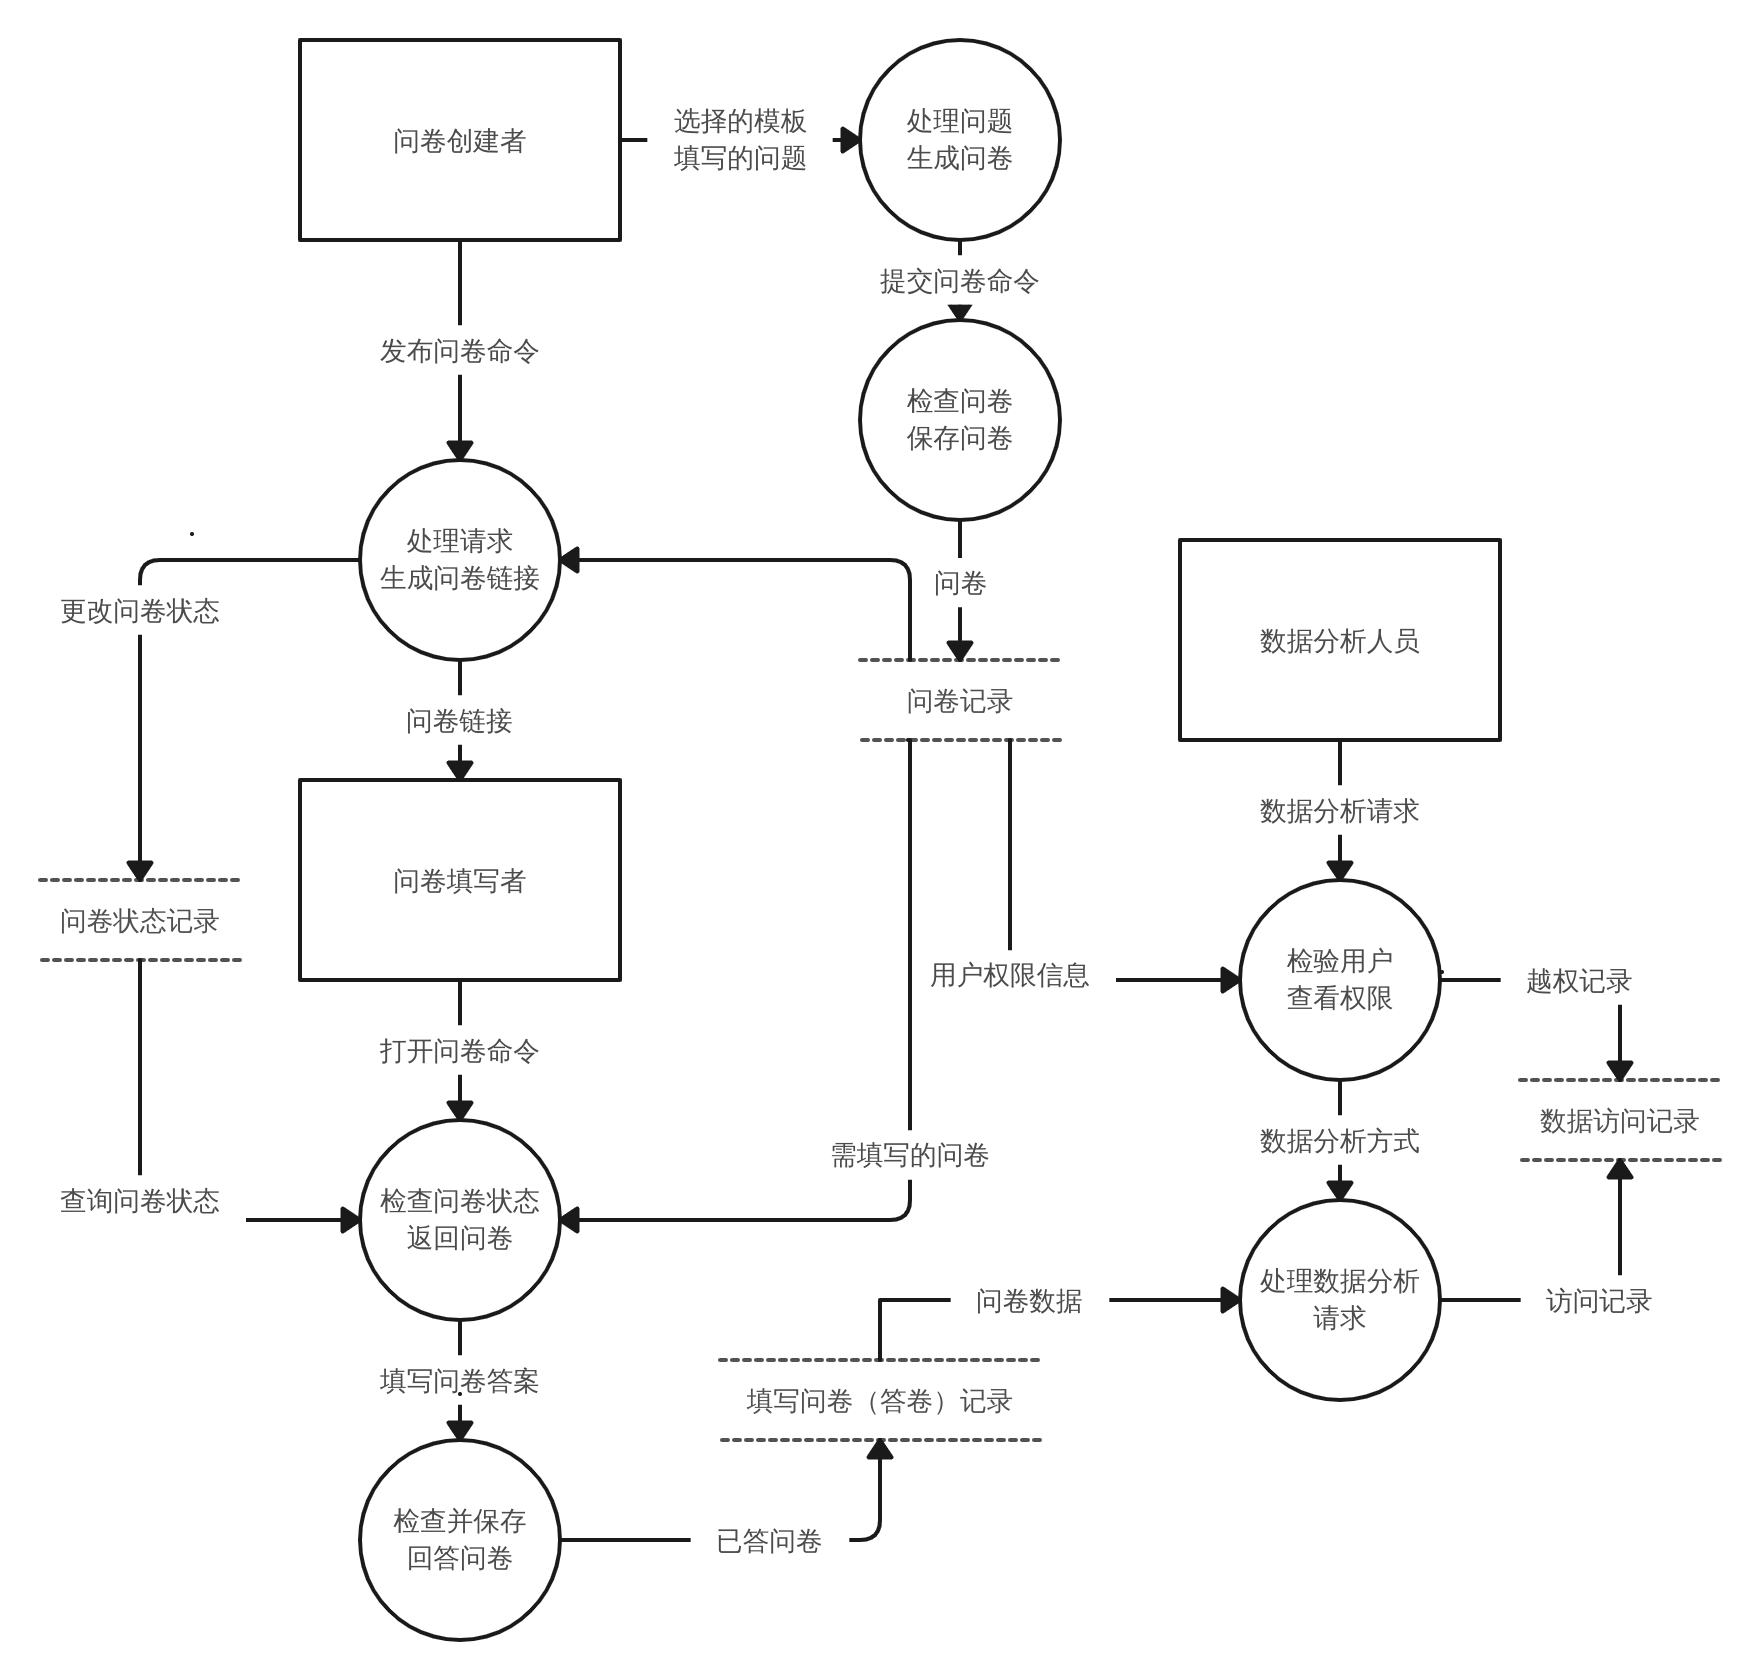 问卷创建者
选择的模板
填写的问题
处理问题
生成问卷
提交问卷命令
发布问卷命令
检查问卷
保存问卷
处理请求
生成问卷链接
问卷
更改问卷状态
数据分析人员
问卷记录
问卷链接
数据分析请求
问卷填写者
问卷状态记录
用户权限信息
检验用户
查看权限
越权记录
打开问卷命令
数据访问记录
数据分析方式
需填写的问卷
查询问卷状态
检查问卷状态
返回问卷
问卷数据
处理数据分析
请求
访问记录
填写问卷答案
填写问卷（答卷）记录
检查并保存
回答问卷
已答问卷